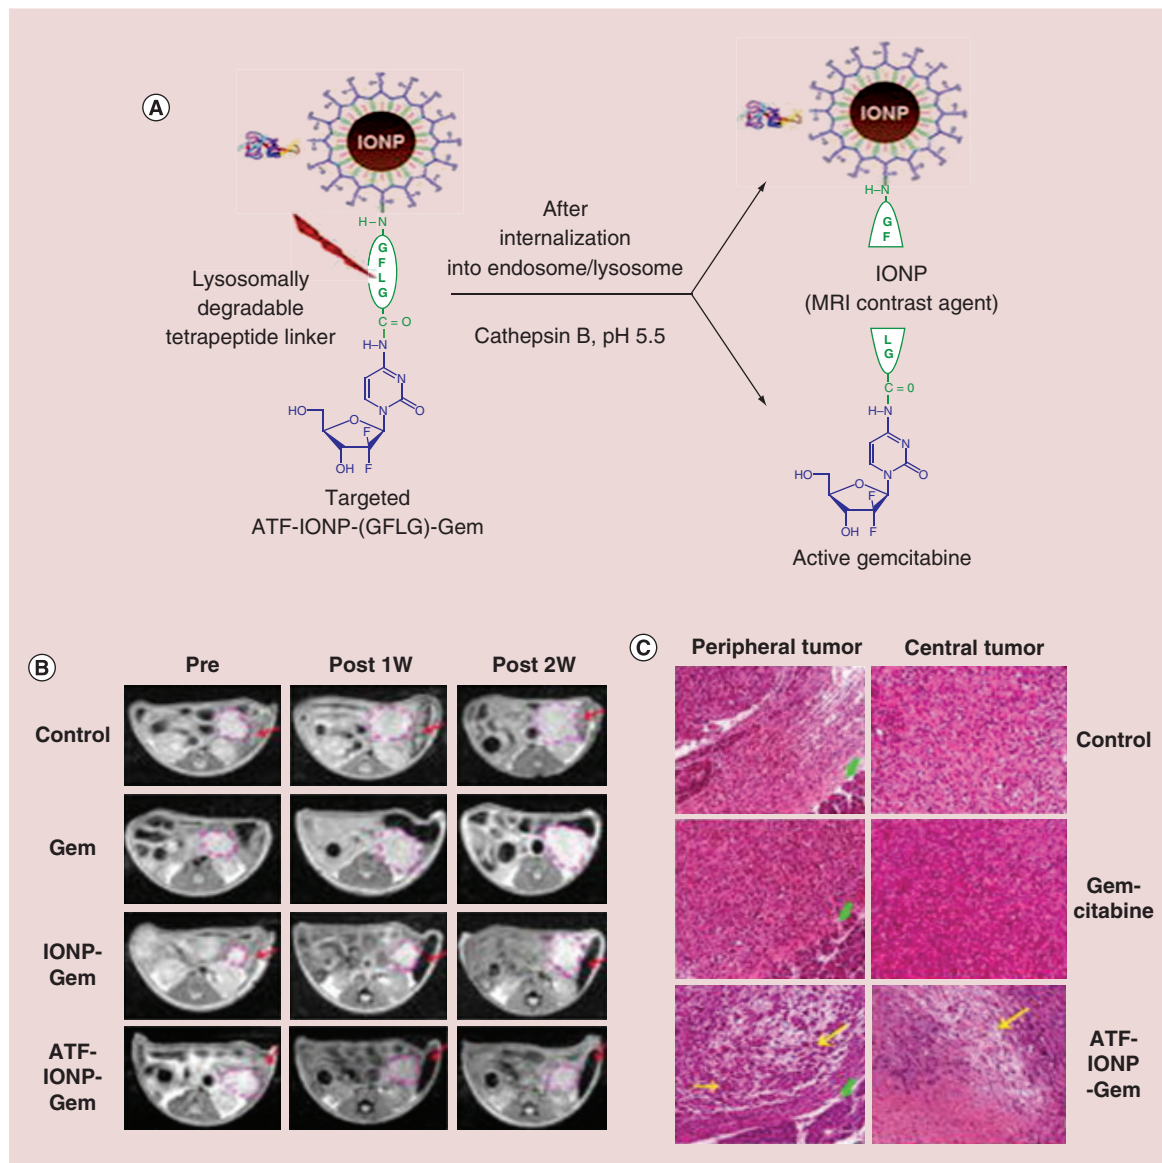 A
IONP
H–N
G
F
L
G
C=O
H–N
N
N
O
HO
O
F
OH
F
Lysosomally
degradable
tetrapeptide linker
Targeted
ATF-IONP-(GFLG)-Gem
After
internalization
into endosome/lysosome
Cathepsin B, pH 5.5
IONP
H–N
G
F
IONP
(MRI contrast agent)
L
G
C=0
H–N
N
N
O
HO
O
F
OH
F
Active gemcitabine
B
Pre
Post 1W
Post 2W
Control
Gem
IONP-
Gem
ATF-
IONP-
Gem
C
Peripheral tumor
Central tumor
Control
Gem-
citabine
ATF-
IONP
-Gem